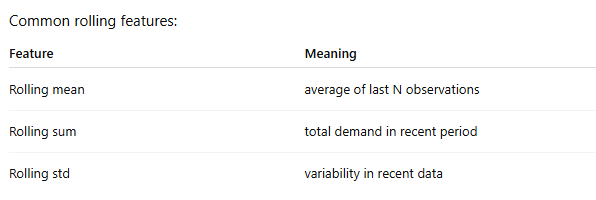 Common rolling features:
Feature Meaning
Rolling mean average of last N observations
Rolling sum total demand in recent period
Rolling std variability in recent data